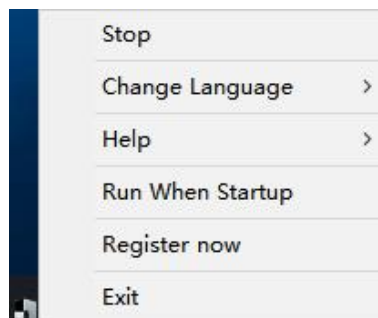 Stop
Change Language
Help
Run When Startup
Register now
Exit